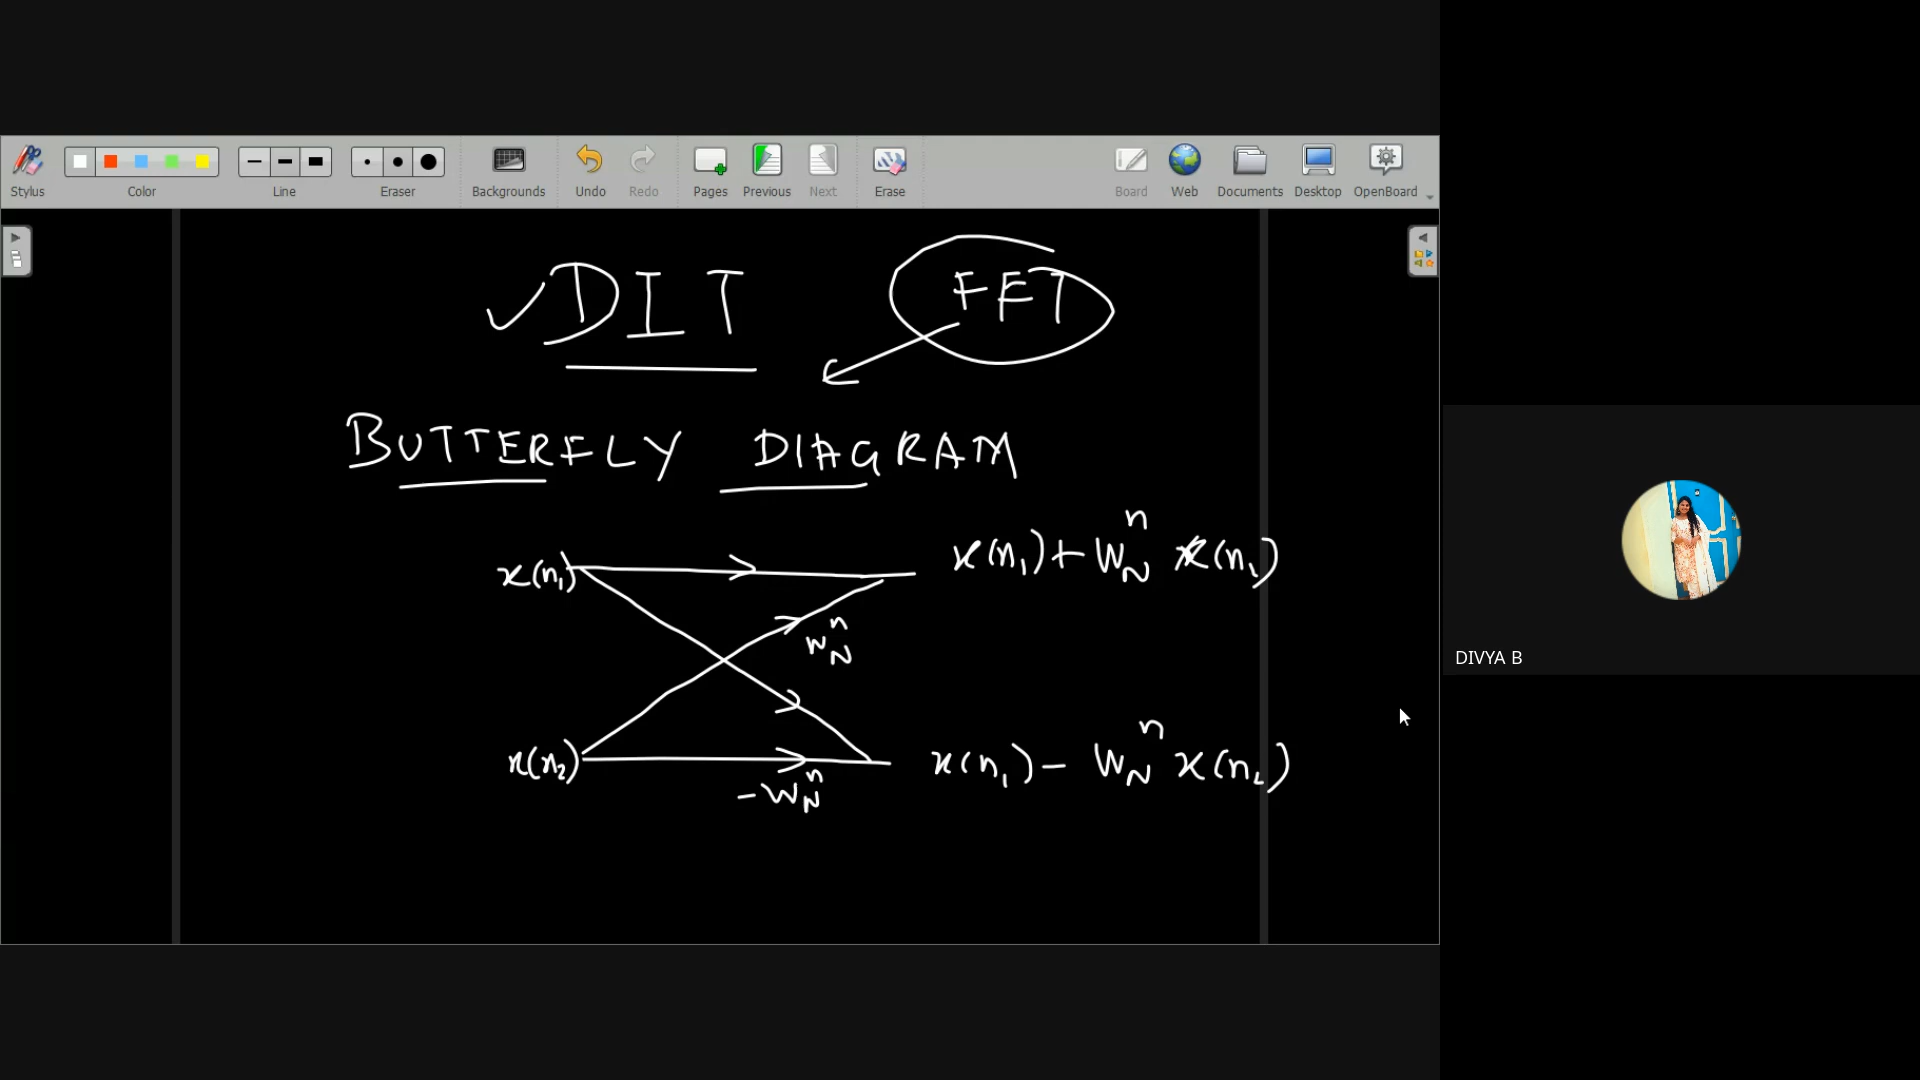 Stylus Color Line Eraser Backgrounds Undo Redo Pages Previous Next Erase Board Web Documents Desktop OpenBoard
✓DIT FFT
BUTTERFLY DIAGRAM
x(n₁) x(n₁) + W_N^n x(n₂)
W_N^n
x(n₂) x(n₁) - W_N^n x(n₂)
-W_N^n
DIVYA B